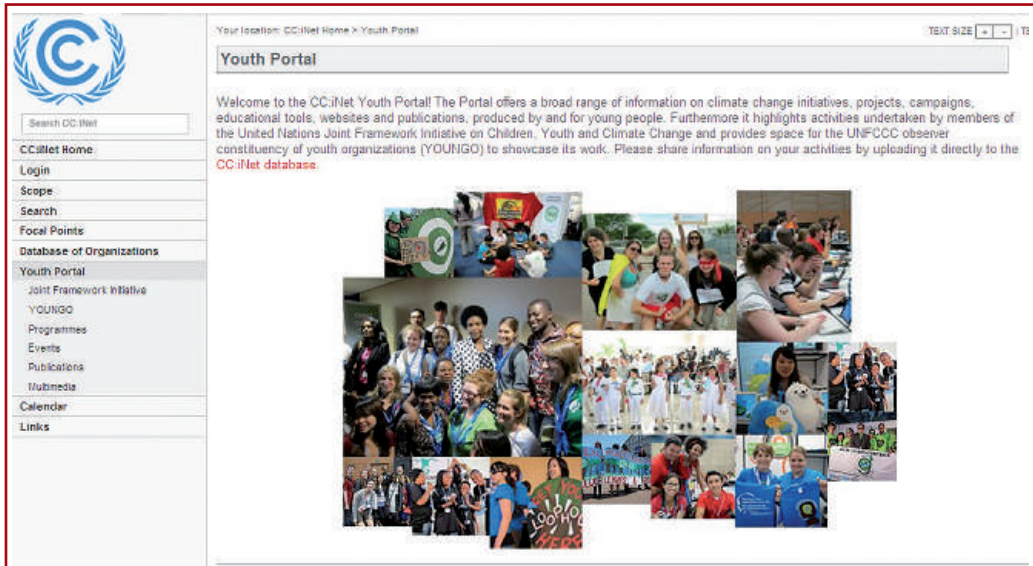 Your location: CC:iNet Home > Youth Portal
TEXT SIZE + -
Youth Portal
Welcome to the CC:iNet Youth Portal! The Portal offers a broad range of information on climate change initiatives, projects, campaigns,
educational tools, websites and publications, produced by and for young people. Furthermore it highlights activities undertaken by members of
the United Nations Joint Framework Initiative on Children, Youth and Climate Change and provides space for the UNFCCC observer
constituency of youth organizations (YOUNGO) to showcase its work. Please share information on your activities by uploading it directly to the
CC:iNet database.
Search CC:iNet
CC:iNet Home
Login
Scope
Search
Focal Points
Database of Organizations
Youth Portal
Joint Framework Initiative
YOUNGO
Programmes
Events
Publications
Multimedia
Calendar
Links
GET YOUR
LOOPHOLE
HERE